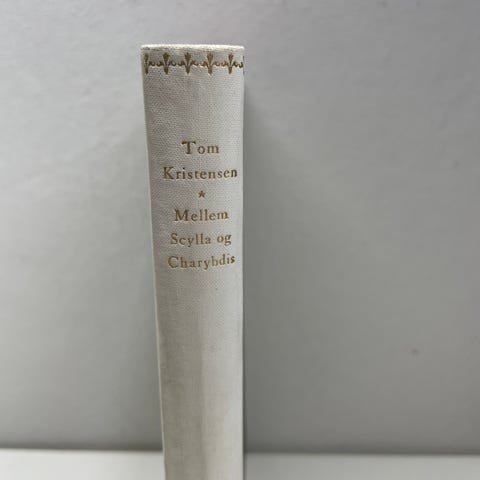 Tom
Kristensen
*
Mellem
Scylla og
Charybdis